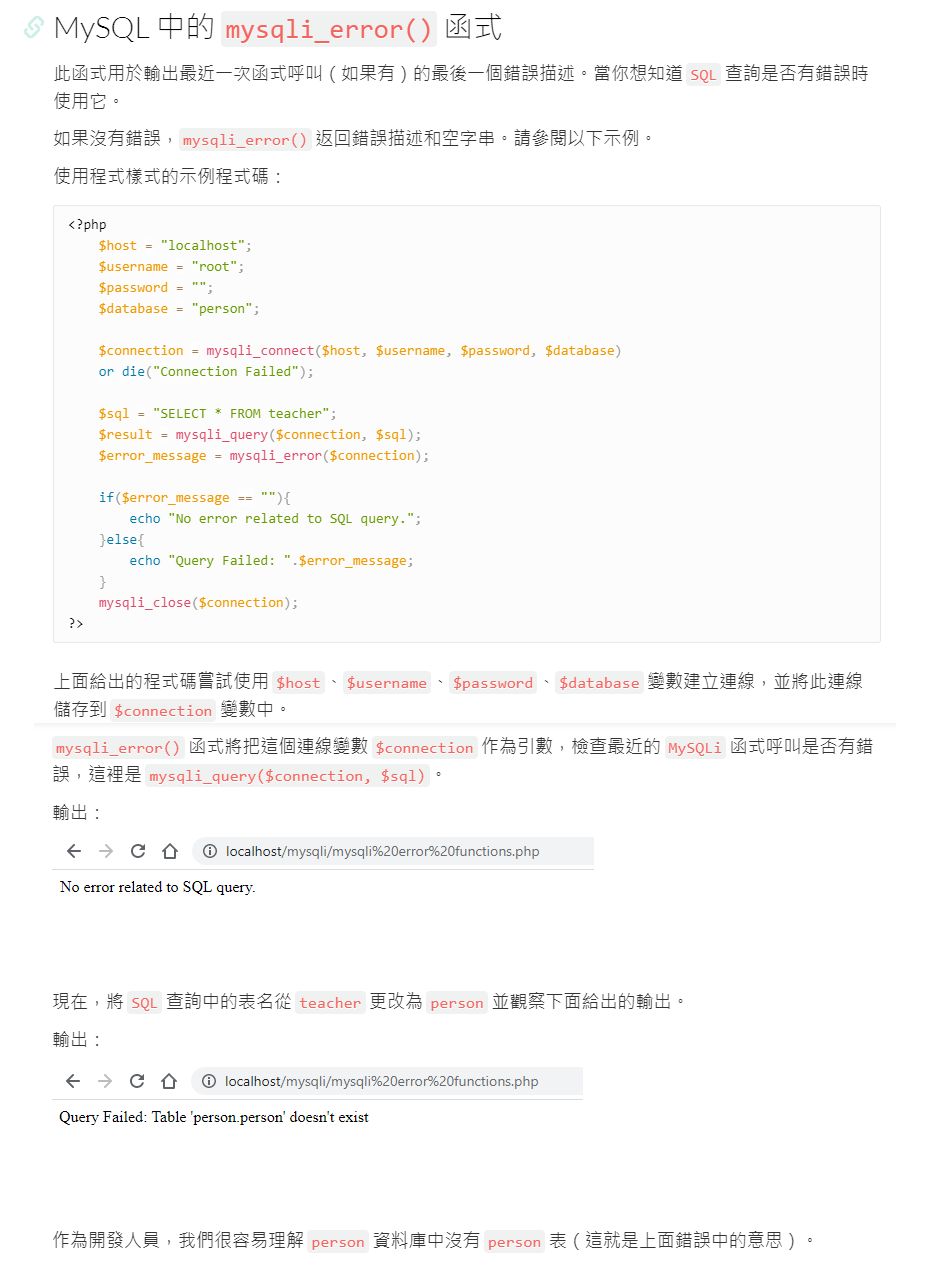 MySQL 中的 mysqli_error() 函式
此函式用於輸出最近一次函式呼叫（如果有）的最後一個錯誤描述。當你想知道 SQL 查詢是否有錯誤時
使用它。
如果沒有錯誤，mysqli_error() 返回錯誤描述和空字串。請參閱以下示例。
使用程式樣式的示例程式碼：
<?php
    $host = "localhost";
    $username = "root";
    $password = "";
    $database = "person";
    $connection = mysqli_connect($host, $username, $password, $database)
    or die("Connection Failed");
    $sql = "SELECT * FROM teacher";
    $result = mysqli_query($connection, $sql);
    $error_message = mysqli_error($connection);
    if($error_message == ""){
        echo "No error related to SQL query.";
    }else{
        echo "Query Failed: ".$error_message;
    }
    mysqli_close($connection);
?>
上面給出的程式碼嘗試使用 $host、$username、$password、$database 變數建立連線，並將此連線
儲存到 $connection 變數中。
mysqli_error() 函式將把這個連線變數 $connection 作為引數，檢查最近的 MySQLi 函式呼叫是否有錯
誤，這裡是 mysqli_query($connection, $sql)。
輸出：
localhost/mysqli/mysqli%20error%20functions.php
No error related to SQL query.
現在，將 SQL 查詢中的表名從 teacher 更改為 person 並觀察下面給出的輸出。
輸出：
localhost/mysqli/mysqli%20error%20functions.php
Query Failed: Table 'person.person' doesn't exist
作為開發人員，我們很容易理解 person 資料庫中沒有 person 表（這就是上面錯誤中的意思）。